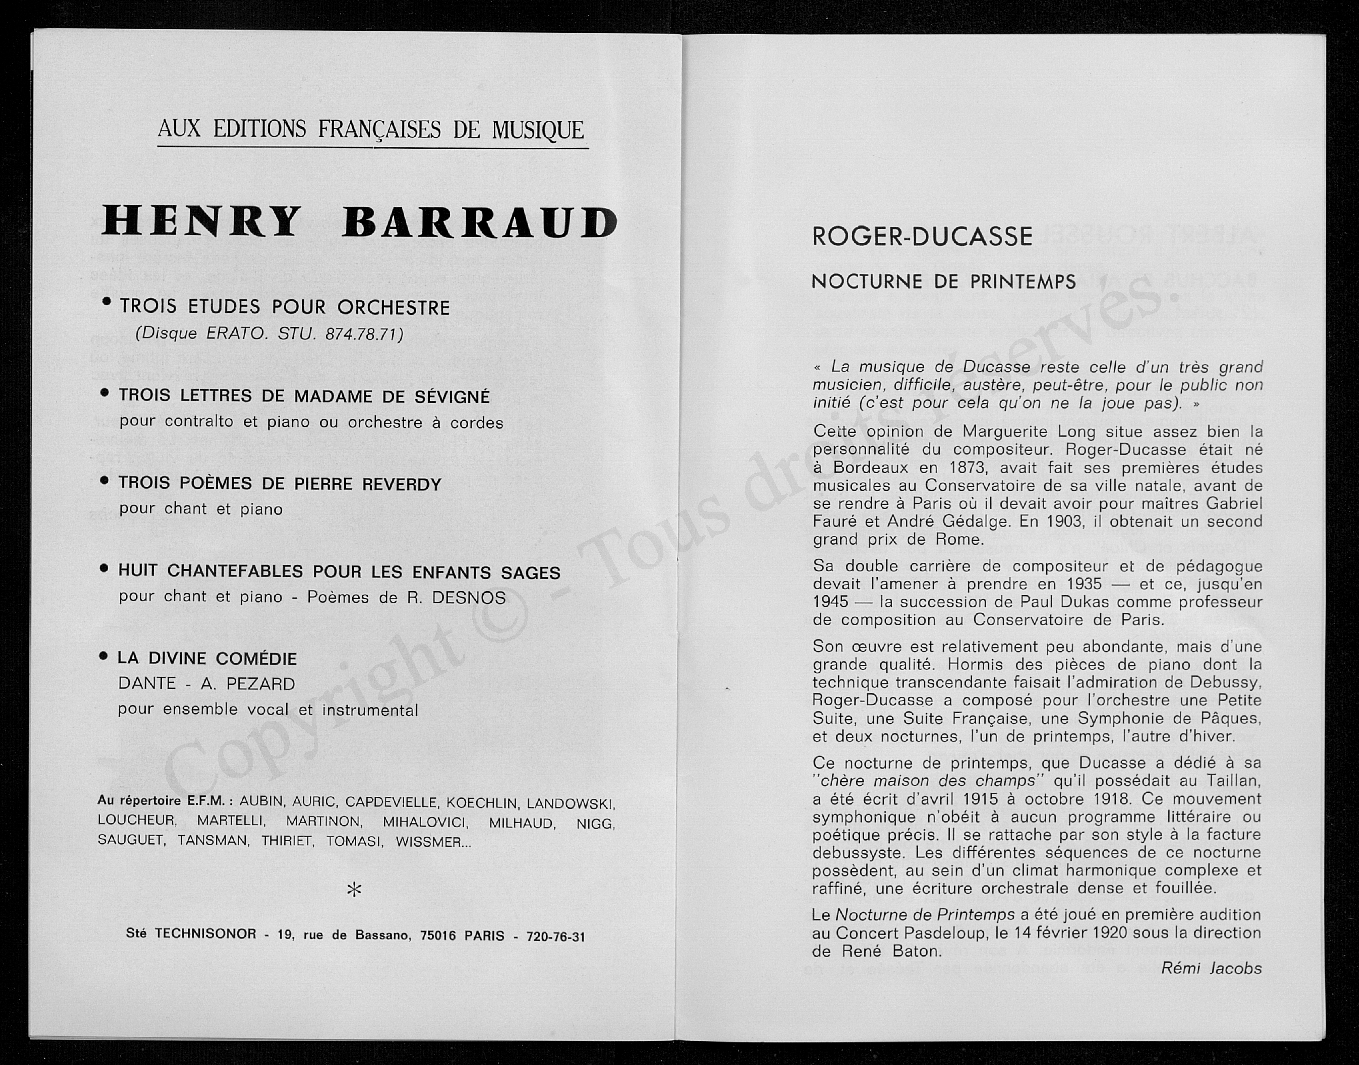 AUX EDITIONS FRANÇAISES DE MUSIQUE
HENRY BARRAUD
• TROIS ETUDES POUR ORCHESTRE
(Disque ERATO. STU. 874.78.71)
• TROIS LETTRES DE MADAME DE SÉVIGNÉ
pour contralto et piano ou orchestre à cordes
• TROIS POÈMES DE PIERRE REVERDY
pour chant et piano
• HUIT CHANTEFABLES POUR LES ENFANTS SAGES
pour chant et piano - Poèmes de R. DESNOS
• LA DIVINE COMÉDIE
DANTE - A. PEZARD
pour ensemble vocal et instrumental
Au répertoire E.F.M. : AUBIN, AURIC, CAPDEVIELLE, KOECHLIN, LANDOWSKI,
LOUCHEUR, MARTELLI, MARTINON, MIHALOVICI, MILHAUD, NIGG,
SAUGUET, TANSMAN, THIRIET, TOMASI, WISSMER...
*
Sté TECHNISONOR - 19, rue de Bassano, 75016 PARIS - 720-76-31
ROGER-DUCASSE
NOCTURNE DE PRINTEMPS
« La musique de Ducasse reste celle d'un très grand
musicien, difficile, austère, peut-être, pour le public non
initié (c'est pour cela qu'on ne la joue pas). »
Cette opinion de Marguerite Long situe assez bien la
personnalité du compositeur. Roger-Ducasse était né
à Bordeaux en 1873, avait fait ses premières études
musicales au Conservatoire de sa ville natale, avant de
se rendre à Paris où il devait avoir pour maîtres Gabriel
Fauré et André Gédalge. En 1903, il obtenait un second
grand prix de Rome.
Sa double carrière de compositeur et de pédagogue
devait l'amener à prendre en 1935 — et ce, jusqu'en
1945 — la succession de Paul Dukas comme professeur
de composition au Conservatoire de Paris.
Son œuvre est relativement peu abondante, mais d'une
grande qualité. Hormis des pièces de piano dont la
technique transcendante faisait l'admiration de Debussy,
Roger-Ducasse a composé pour l'orchestre une Petite
Suite, une Suite Française, une Symphonie de Pâques,
et deux nocturnes, l'un de printemps, l'autre d'hiver.
Ce nocturne de printemps, que Ducasse a dédié à sa
"chère maison des champs" qu'il possédait au Taillan,
a été écrit d'avril 1915 à octobre 1918. Ce mouvement
symphonique n'obéit à aucun programme littéraire ou
poétique précis. Il se rattache par son style à la facture
debussyste. Les différentes séquences de ce nocturne
possèdent, au sein d'un climat harmonique complexe et
raffiné, une écriture orchestrale dense et fouillée.
Le Nocturne de Printemps a été joué en première audition
au Concert Pasdeloup, le 14 février 1920 sous la direction
de René Baton.
Rémi Jacobs
Copyright © - Tous droits réservés.